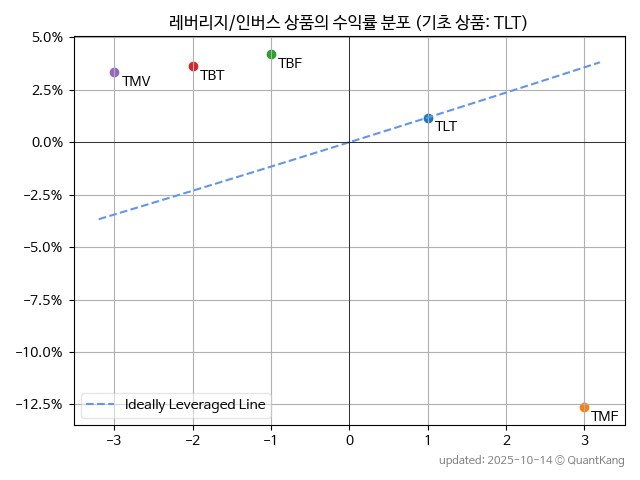 레버리지/인버스 상품의 수익률 분포 (기초 상품: TLT)
5.0%
2.5%
0.0%
−2.5%
−5.0%
−7.5%
−10.0%
−12.5%
TMV
TBT
TBF
TLT
TMF
Ideally Leveraged Line
−3
−2
−1
0
1
2
3
updated: 2025-10-14 © QuantKang